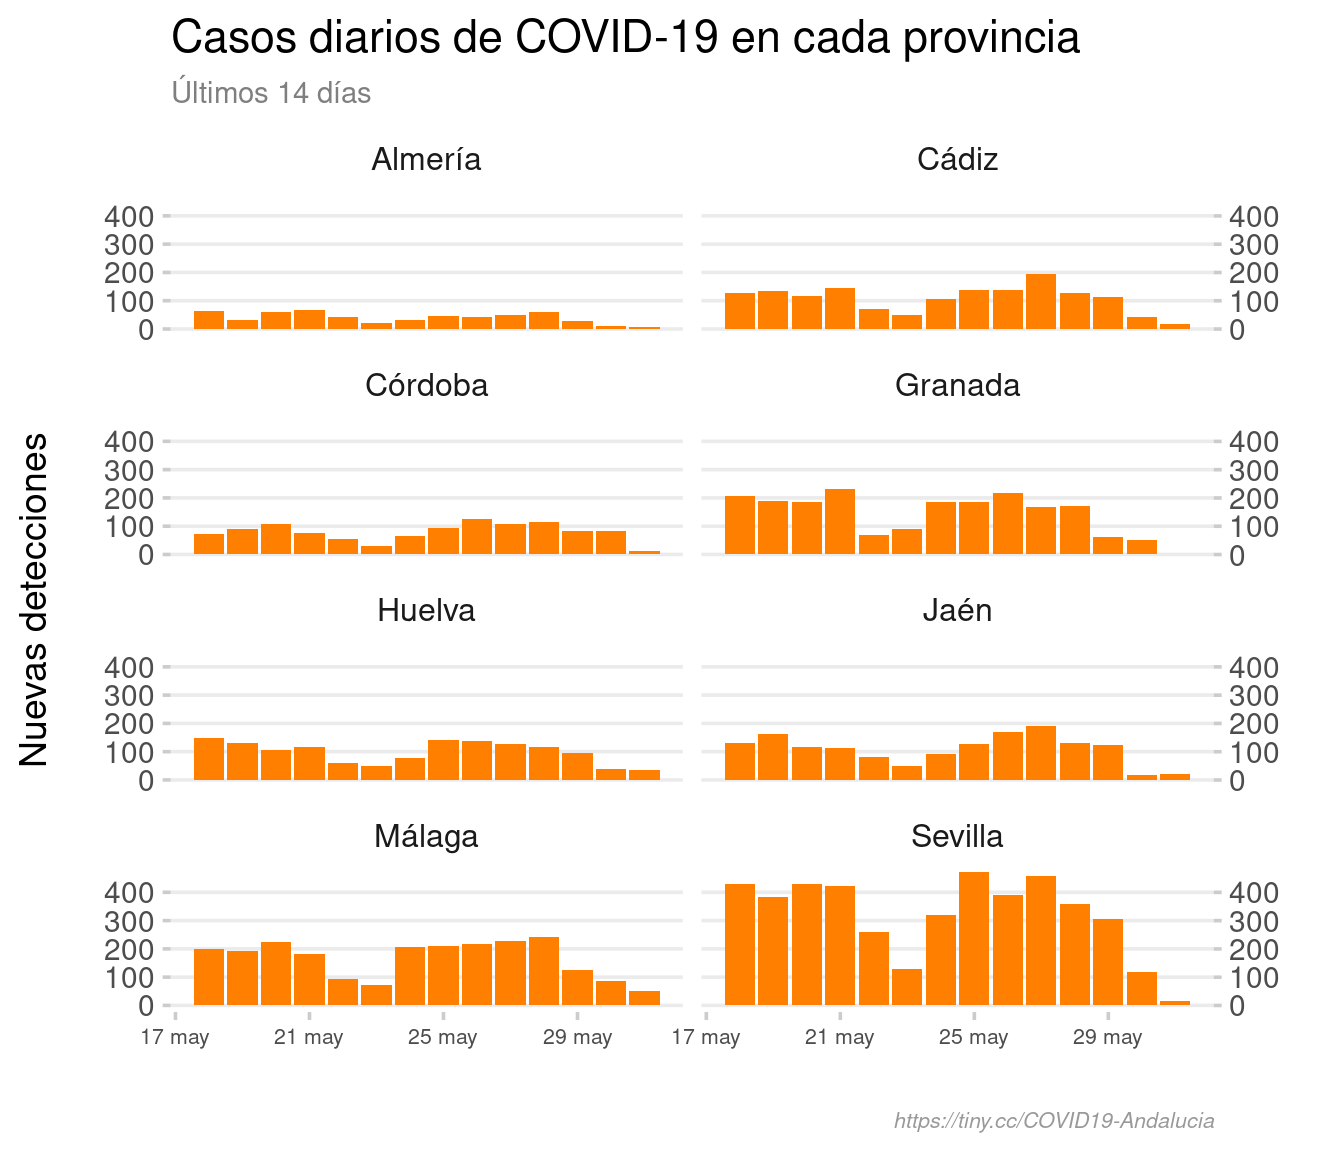 Casos diarios de COVID-19 en cada provincia
Últimos 14 días
Almería
Cádiz
400
300
200
100
0
400
300
200
100
0
Córdoba
Granada
400
300
200
100
0
400
300
200
100
0
Nuevas detecciones
Huelva
Jaén
400
300
200
100
0
400
300
200
100
0
Málaga
Sevilla
400
300
200
100
0
400
300
200
100
0
17 may 21 may 25 may 29 may
17 may 21 may 25 may 29 may
https://tiny.cc/COVID19-Andalucia